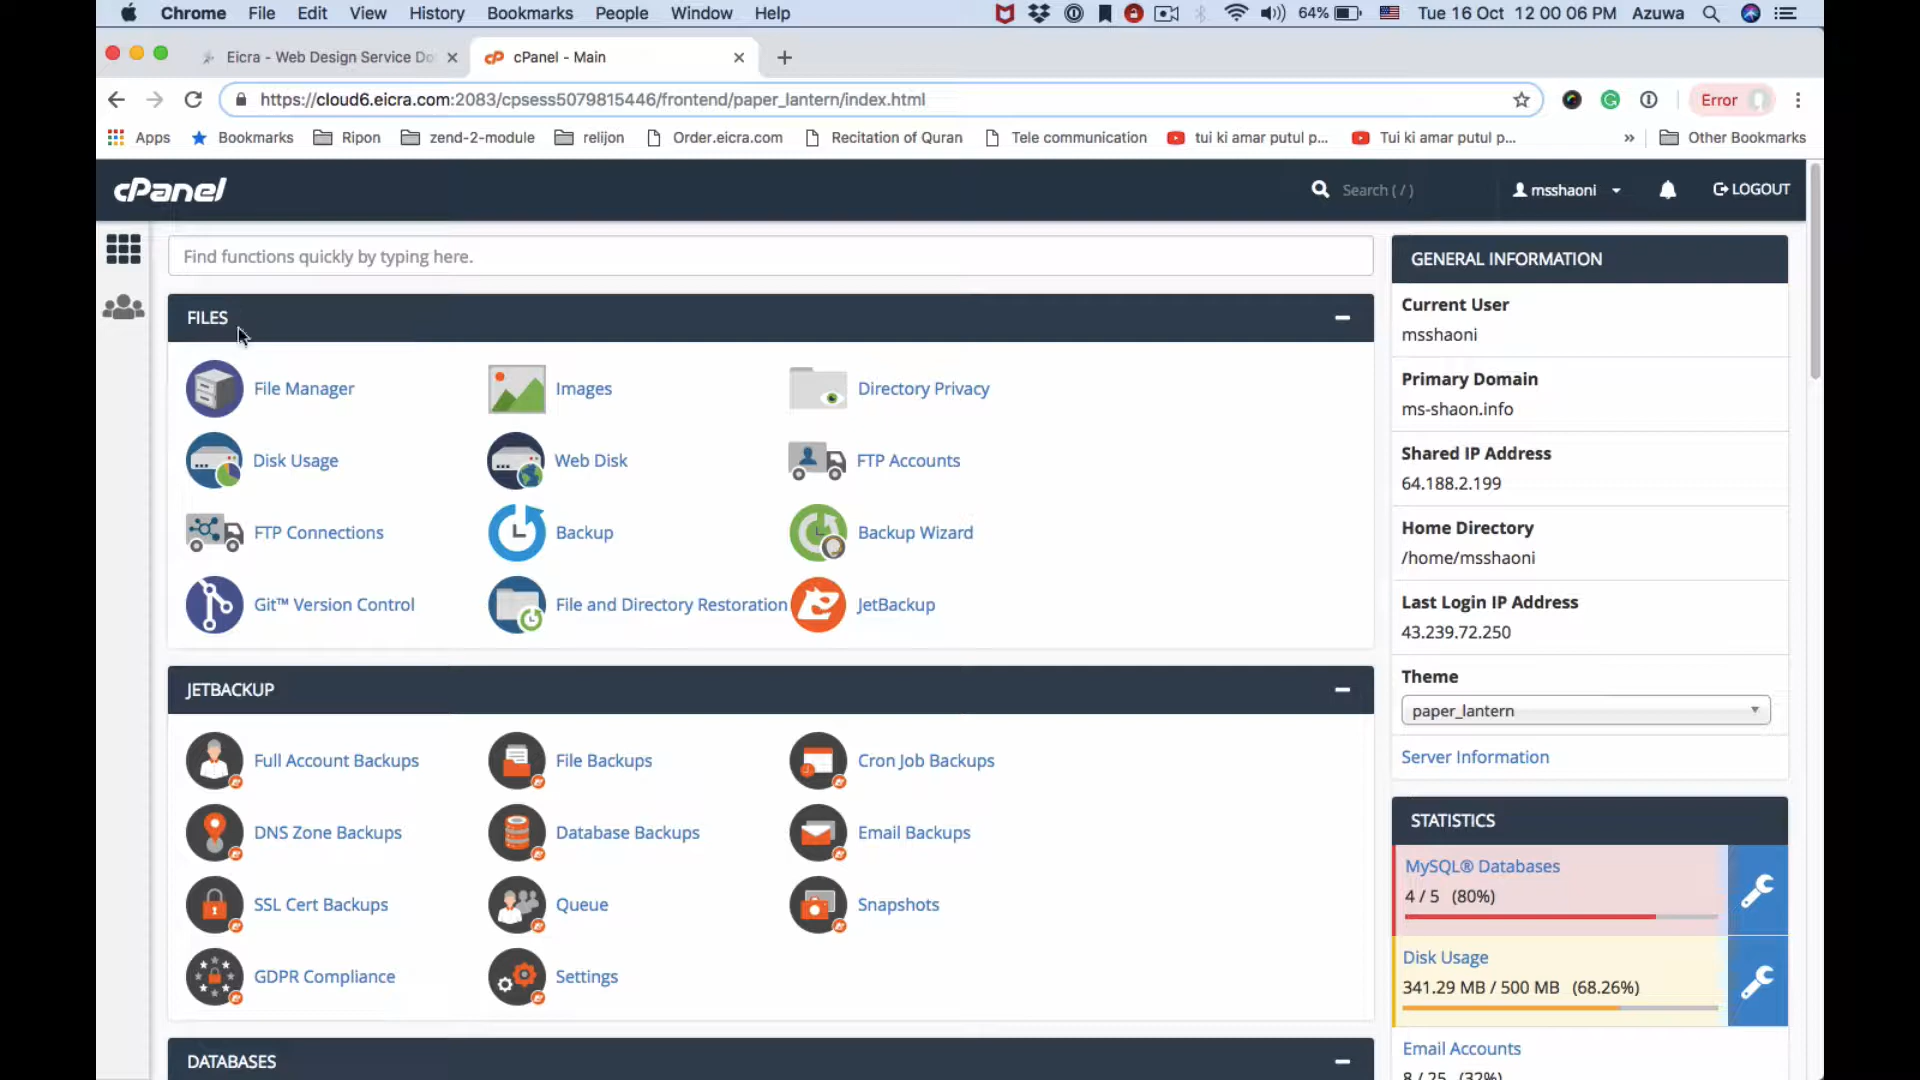 Chrome File Edit View History Bookmarks People Window Help 64% Tue 16 Oct 12 00 06 PM Azuwa
Eicra - Web Design Service Do
cPanel - Main
https://cloud6.eicra.com:2083/cpsess5079815446/frontend/paper_lantern/index.html
Error
Apps Bookmarks Ripon zend-2-module relijon Order.eicra.com Recitation of Quran Tele communication tui ki amar putul p... Tui ki amar putul p... » Other Bookmarks
cPanel
Search ( / )
msshaoni
LOGOUT
Find functions quickly by typing here.
FILES
File Manager
Images
Directory Privacy
Disk Usage
Web Disk
FTP Accounts
FTP Connections
Backup
Backup Wizard
Git™ Version Control
File and Directory Restoration
JetBackup
JETBACKUP
Full Account Backups
File Backups
Cron Job Backups
DNS Zone Backups
Database Backups
Email Backups
SSL Cert Backups
Queue
Snapshots
GDPR Compliance
Settings
DATABASES
GENERAL INFORMATION
Current User
msshaoni
Primary Domain
ms-shaon.info
Shared IP Address
64.188.2.199
Home Directory
/home/msshaoni
Last Login IP Address
43.239.72.250
Theme
paper_lantern
Server Information
STATISTICS
MySQL® Databases
4 / 5 (80%)
Disk Usage
341.29 MB / 500 MB (68.26%)
Email Accounts
8 / 25 (32%)